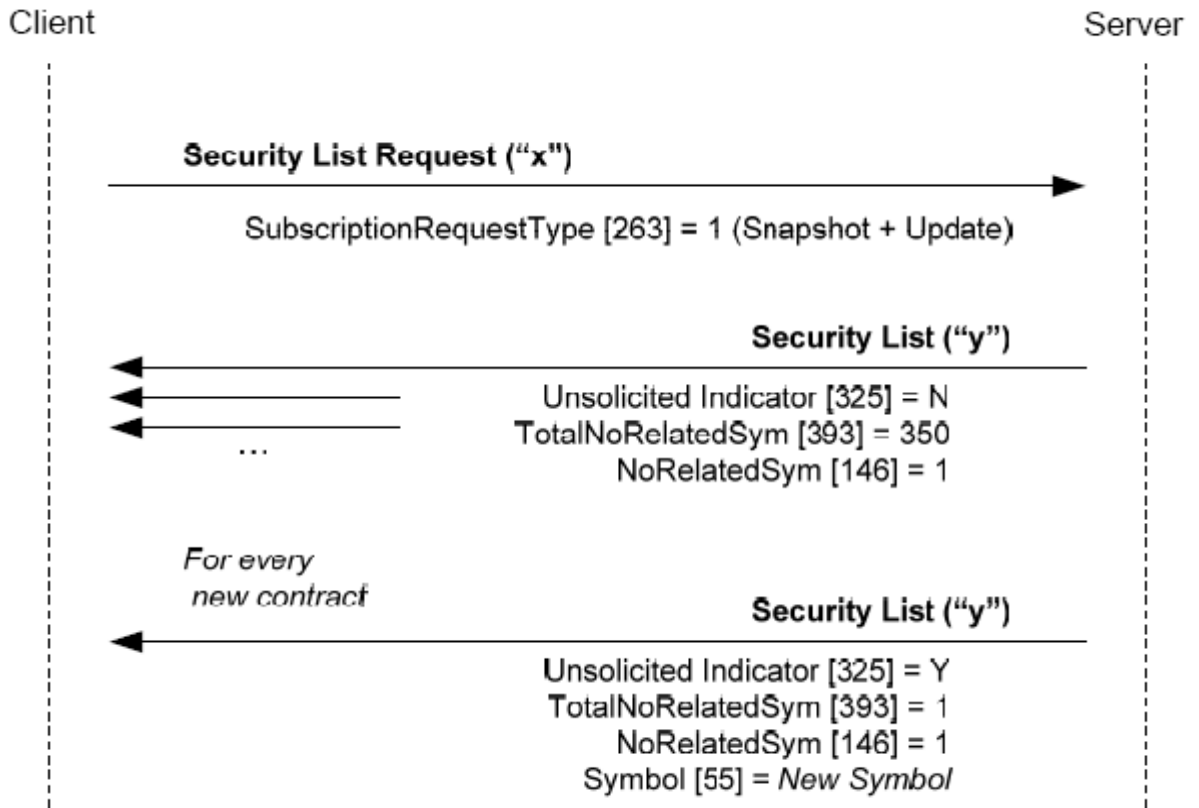 Client
Server
Security List Request (“x”)
SubscriptionRequestType [263] = 1 (Snapshot + Update)
Security List (“y”)
Unsolicited Indicator [325] = N
TotalNoRelatedSym [393] = 350
NoRelatedSym [146] = 1
...
For every
new contract
Security List (“y”)
Unsolicited Indicator [325] = Y
TotalNoRelatedSym [393] = 1
NoRelatedSym [146] = 1
Symbol [55] = New Symbol